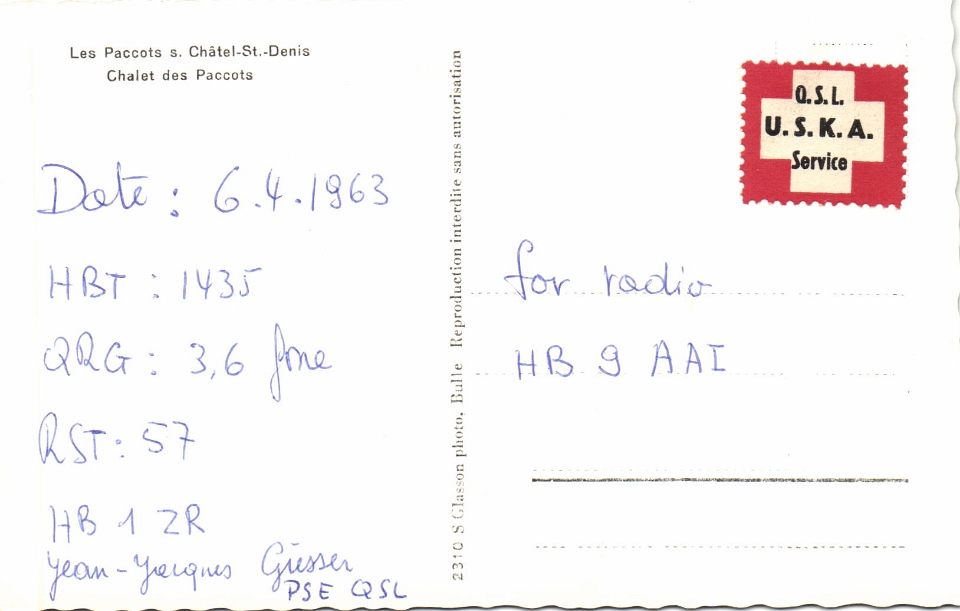 Les Paccots s. Châtel-St.-Denis
Chalet des Paccots
Date : 6.4.1963
HBT : 1435
QRG : 3,6 fone
RST : 57
HB 1 ZR
Jean-Jacques Giesser
PSE QSL
2310 S Glasson photo, Bulle Reproduction interdite sans autorisation
Q.S.L.
U.S.K.A.
Service
for radio
HB 9 AAI